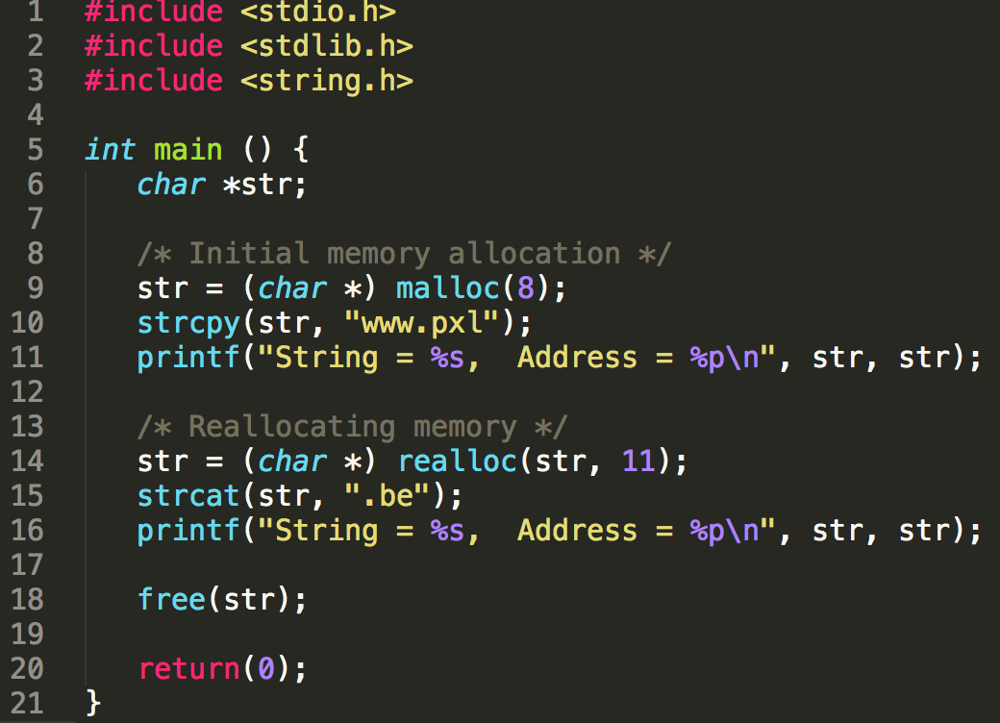 1 #include <stdio.h>
2 #include <stdlib.h>
3 #include <string.h>
4
5 int main () {
6 char *str;
7
8 /* Initial memory allocation */
9 str = (char *) malloc(8);
10 strcpy(str, "www.pxl");
11 printf("String = %s,  Address = %p\n", str, str);
12
13 /* Reallocating memory */
14 str = (char *) realloc(str, 11);
15 strcat(str, ".be");
16 printf("String = %s,  Address = %p\n", str, str);
17
18 free(str);
19
20 return(0);
21 }